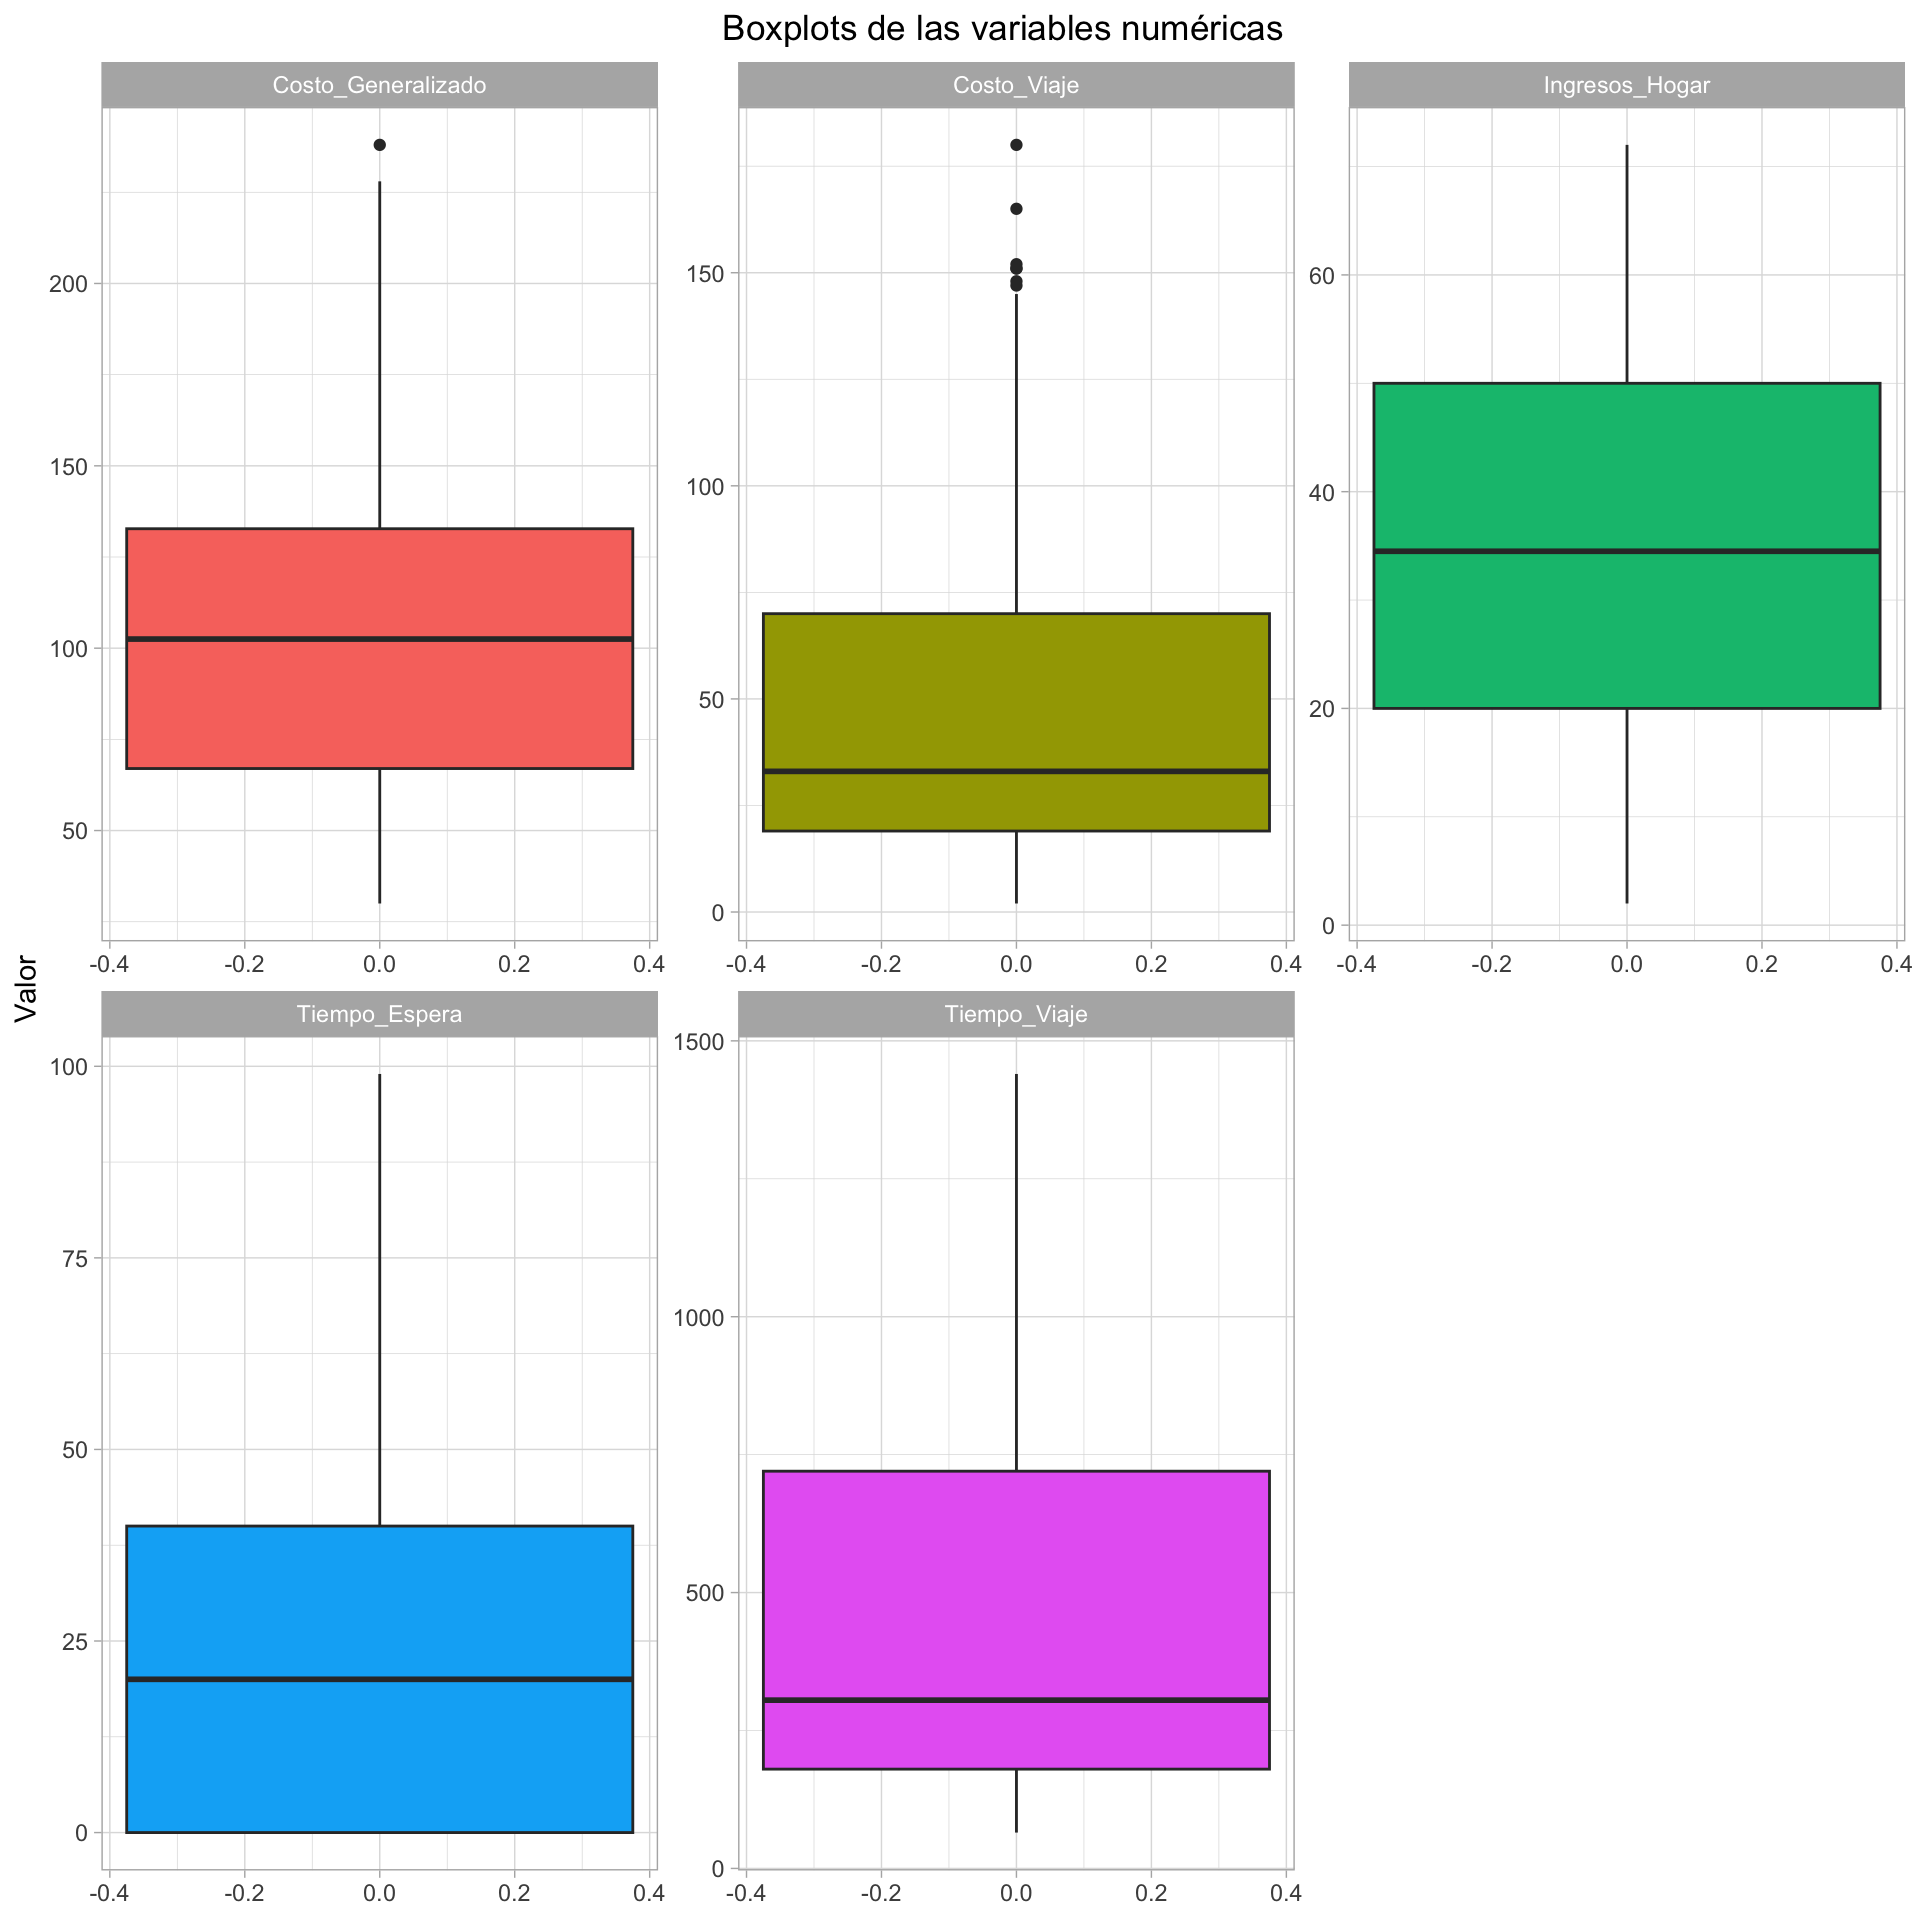 Boxplots de las variables numéricas
Costo_Generalizado
Costo_Viaje
Ingresos_Hogar
200
150
100
50
150
100
50
0
60
40
20
0
-0.4 -0.2 0.0 0.2 0.4
-0.4 -0.2 0.0 0.2 0.4
-0.4 -0.2 0.0 0.2 0.4
Valor
Tiempo_Espera
Tiempo_Viaje
100
75
50
25
0
1500
1000
500
0
-0.4 -0.2 0.0 0.2 0.4
-0.4 -0.2 0.0 0.2 0.4